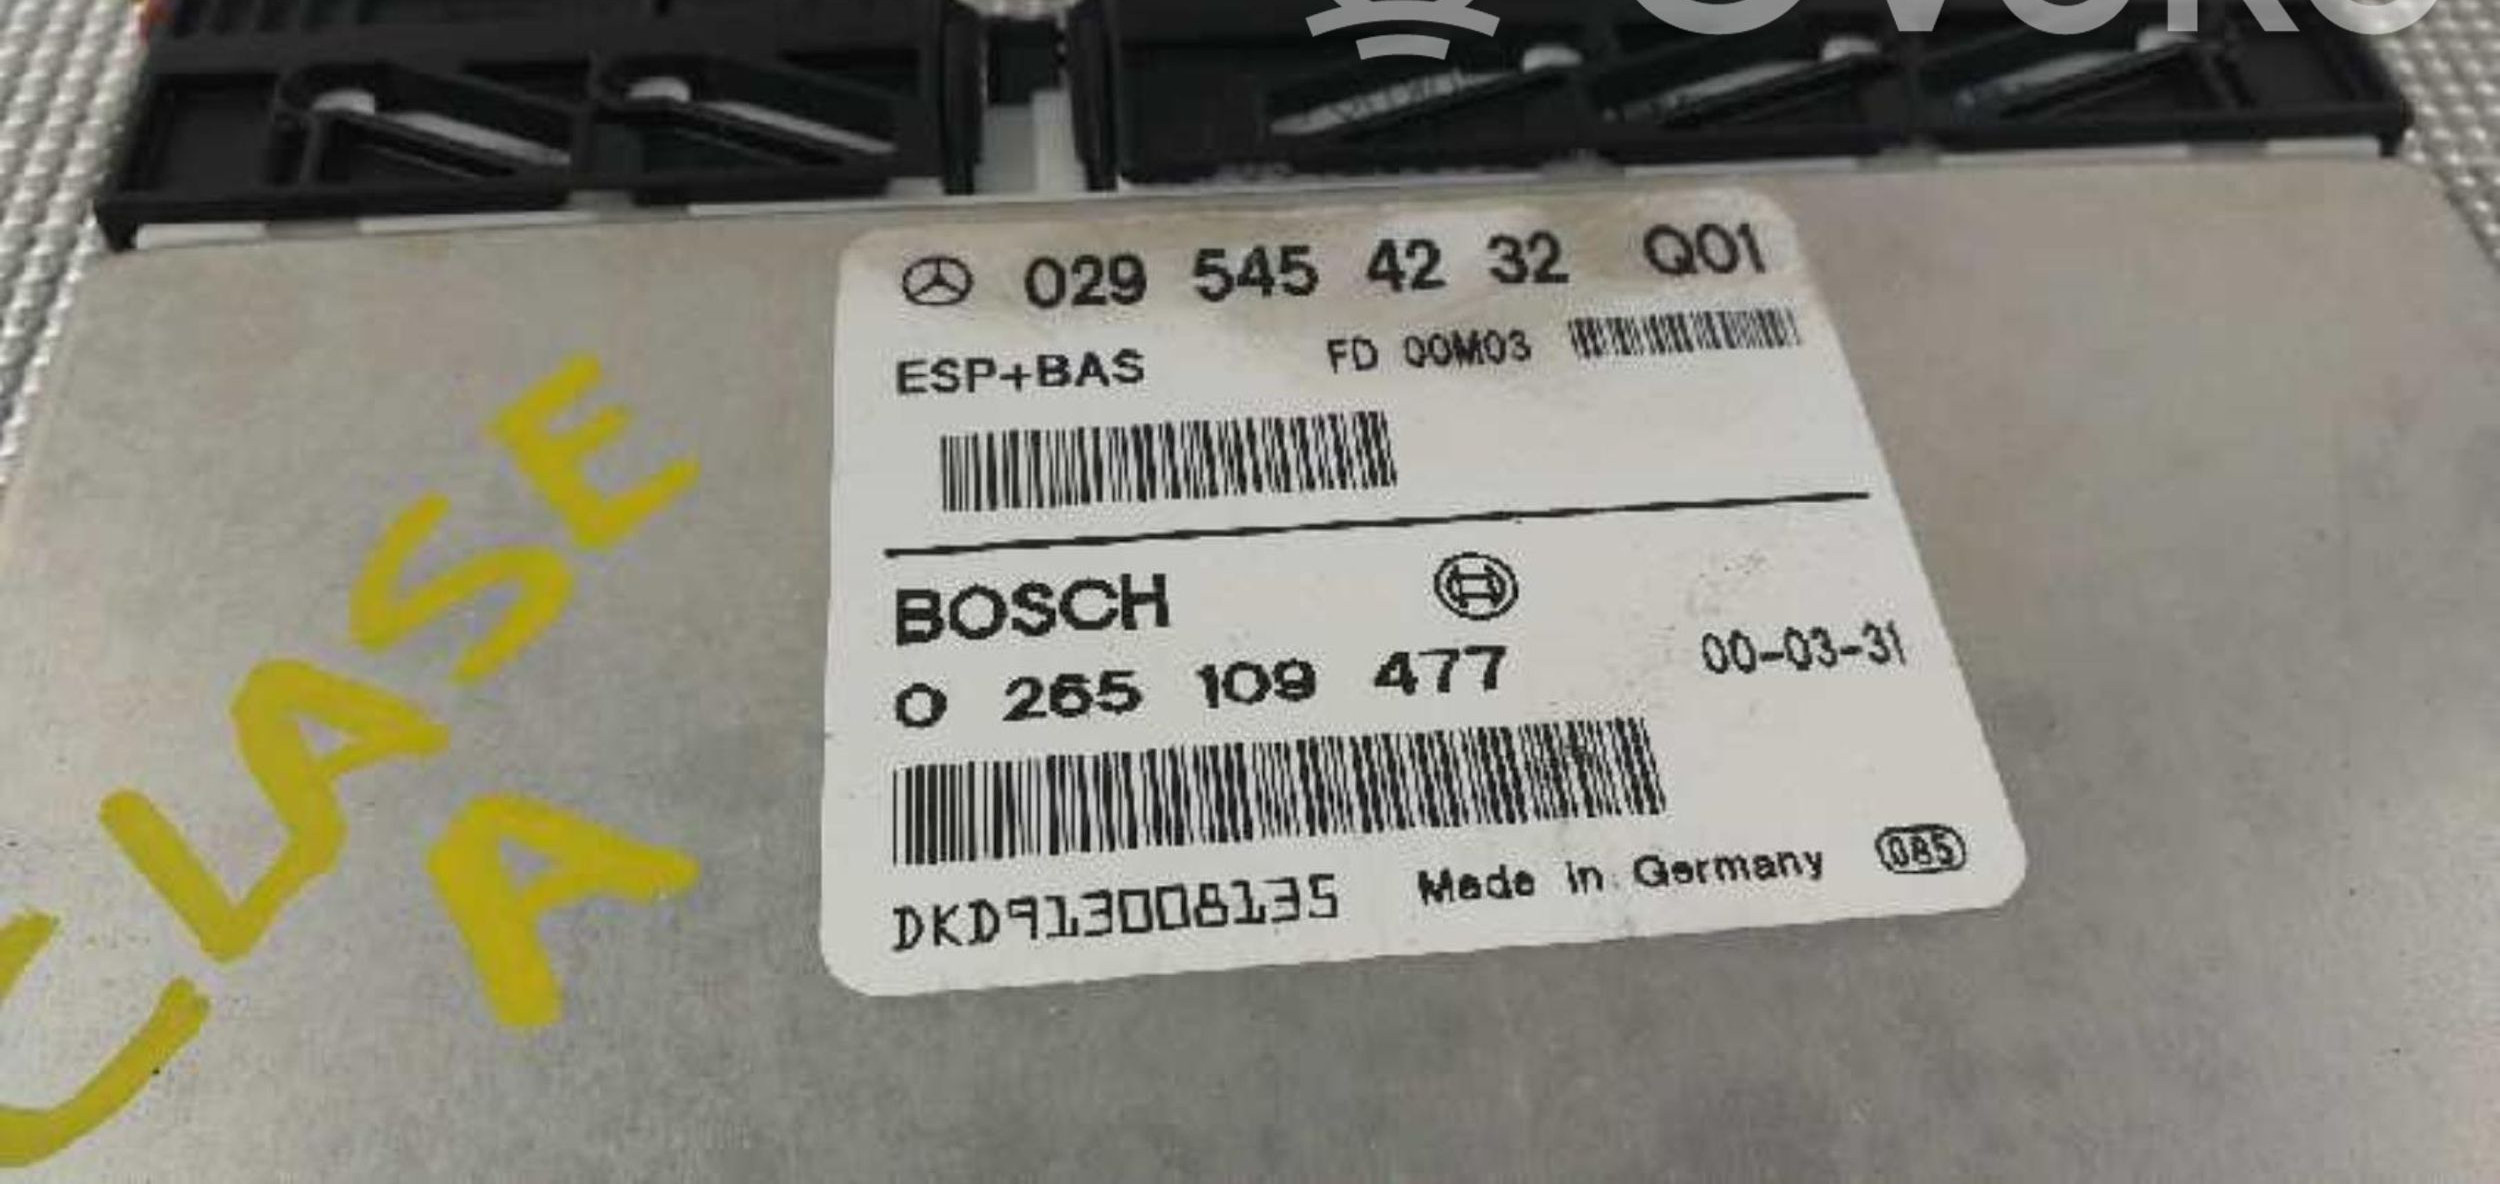 029 545 42 32 Q01
ESP+BAS FD 00M03
BOSCH
0 265 109 477 00-03-31
DKD913008135 Made in Germany 085
CLASE
A